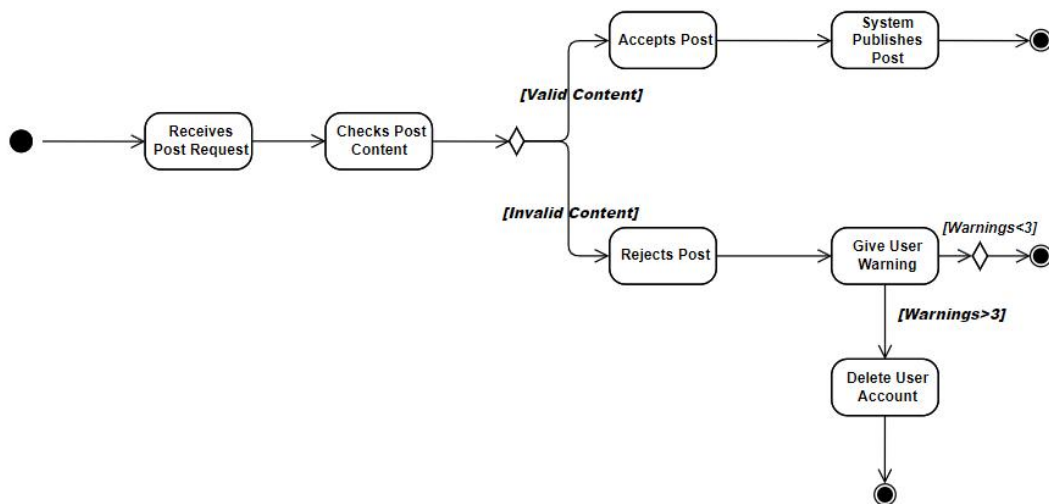 Accepts Post
System
Publishes
Post
[Valid Content]
Receives
Post Request
Checks Post
Content
[Invalid Content]
Rejects Post
Give User
Warning
[Warnings<3]
[Warnings>3]
Delete User
Account